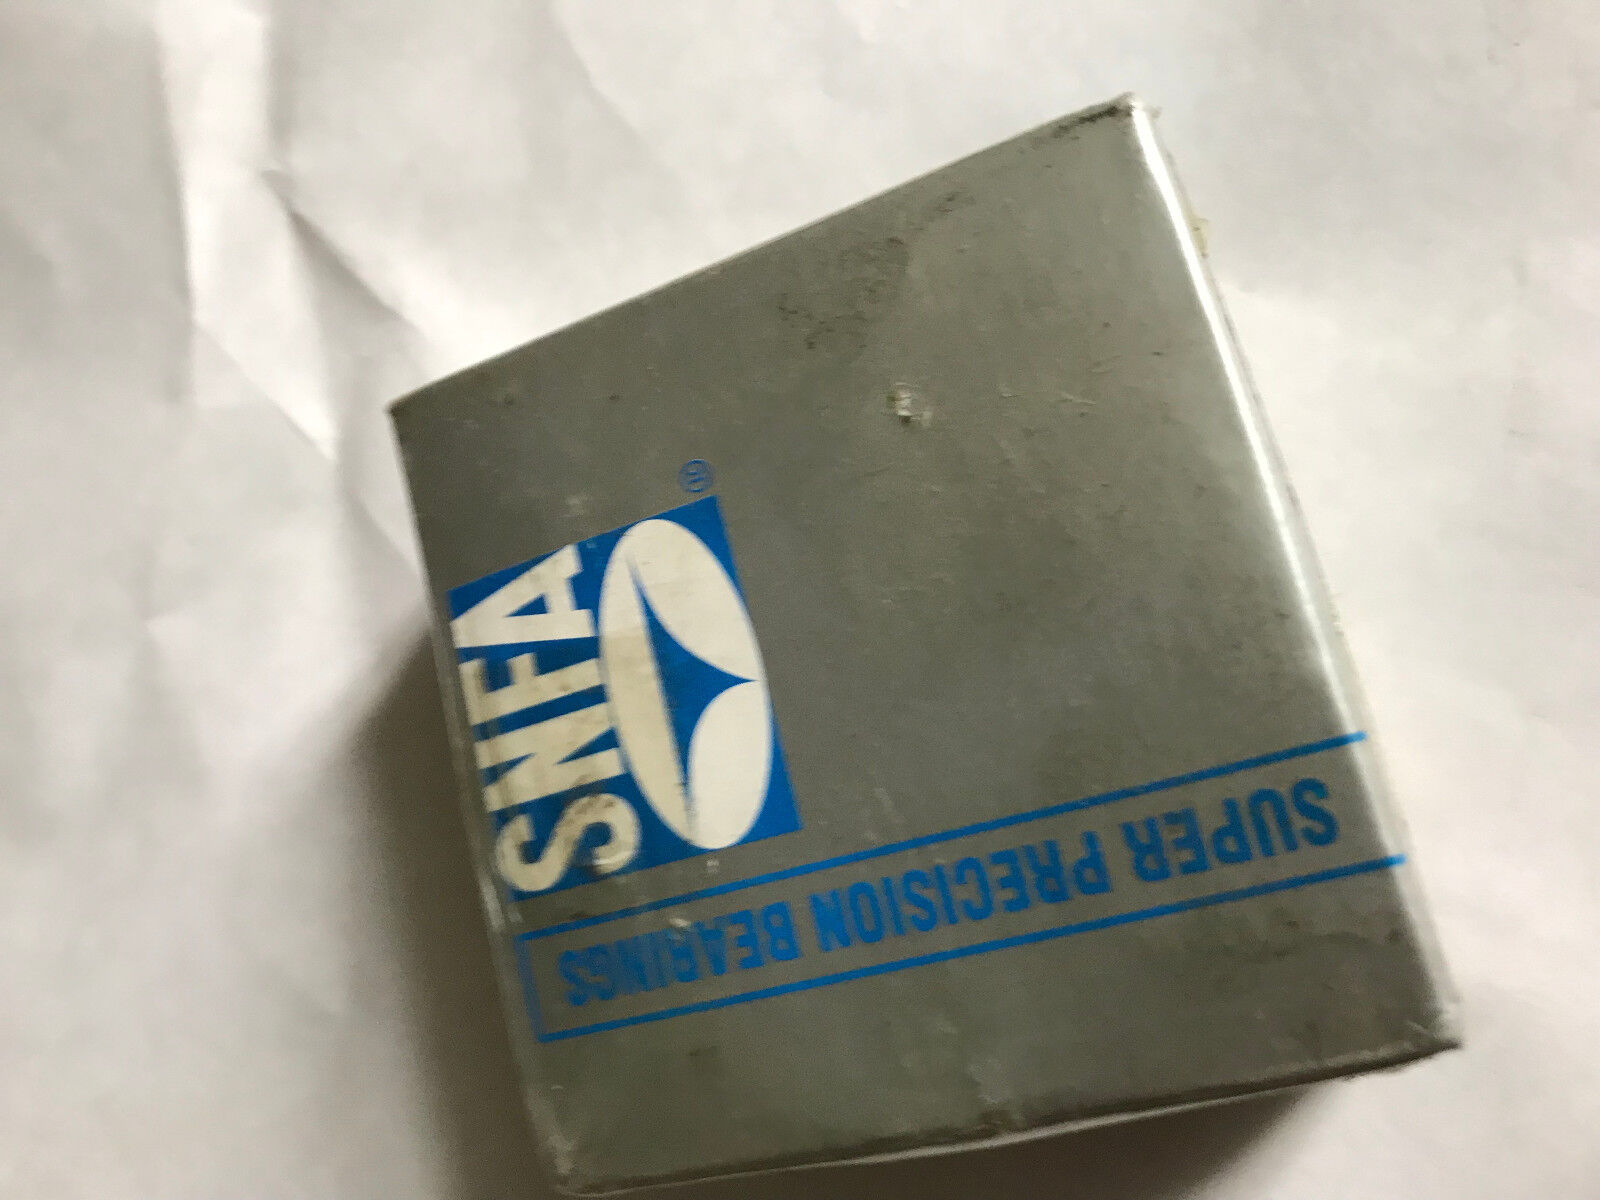 SNFA
®
SUPER PRECISION BEARINGS